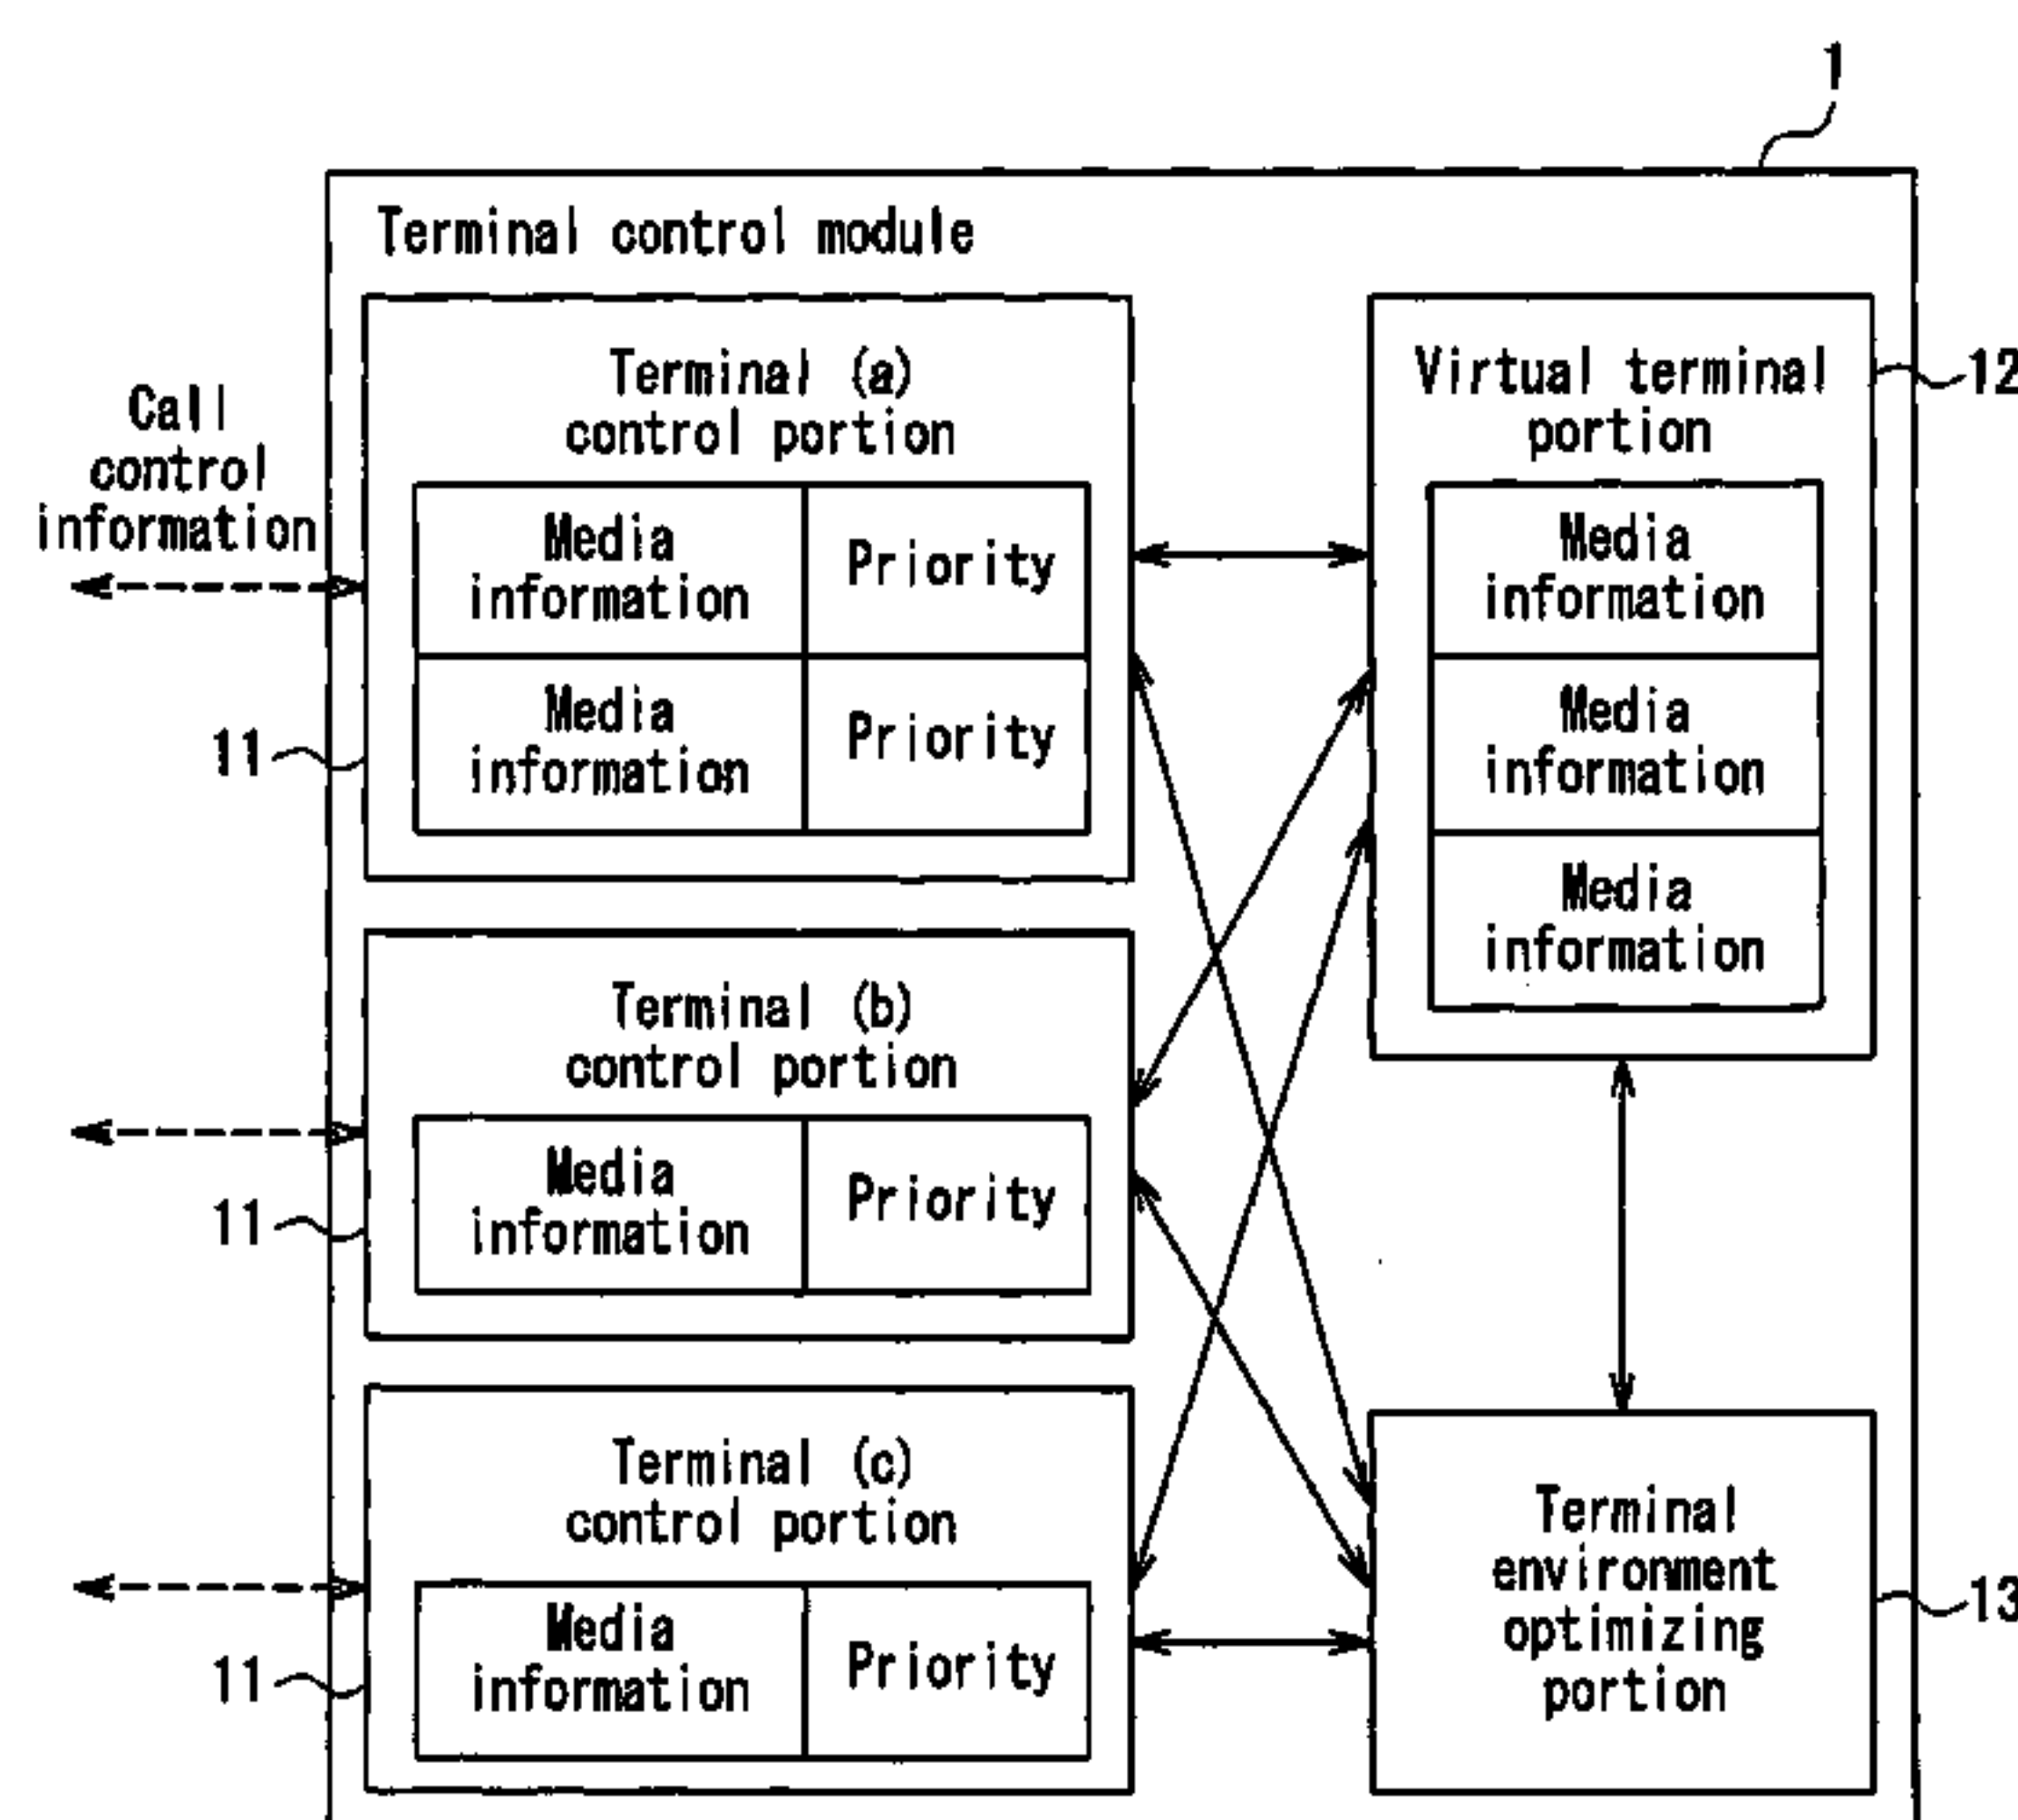 1
Terminal control module
Call
control
information
Terminal (a)
control portion
Media
information
Priority
Media
information
Priority
11
Virtual terminal
portion
12
Media
information
Media
information
Media
information
Terminal (b)
control portion
Media
information
Priority
11
Terminal (c)
control portion
Media
information
Priority
11
Terminal
environment
optimizing
portion
13